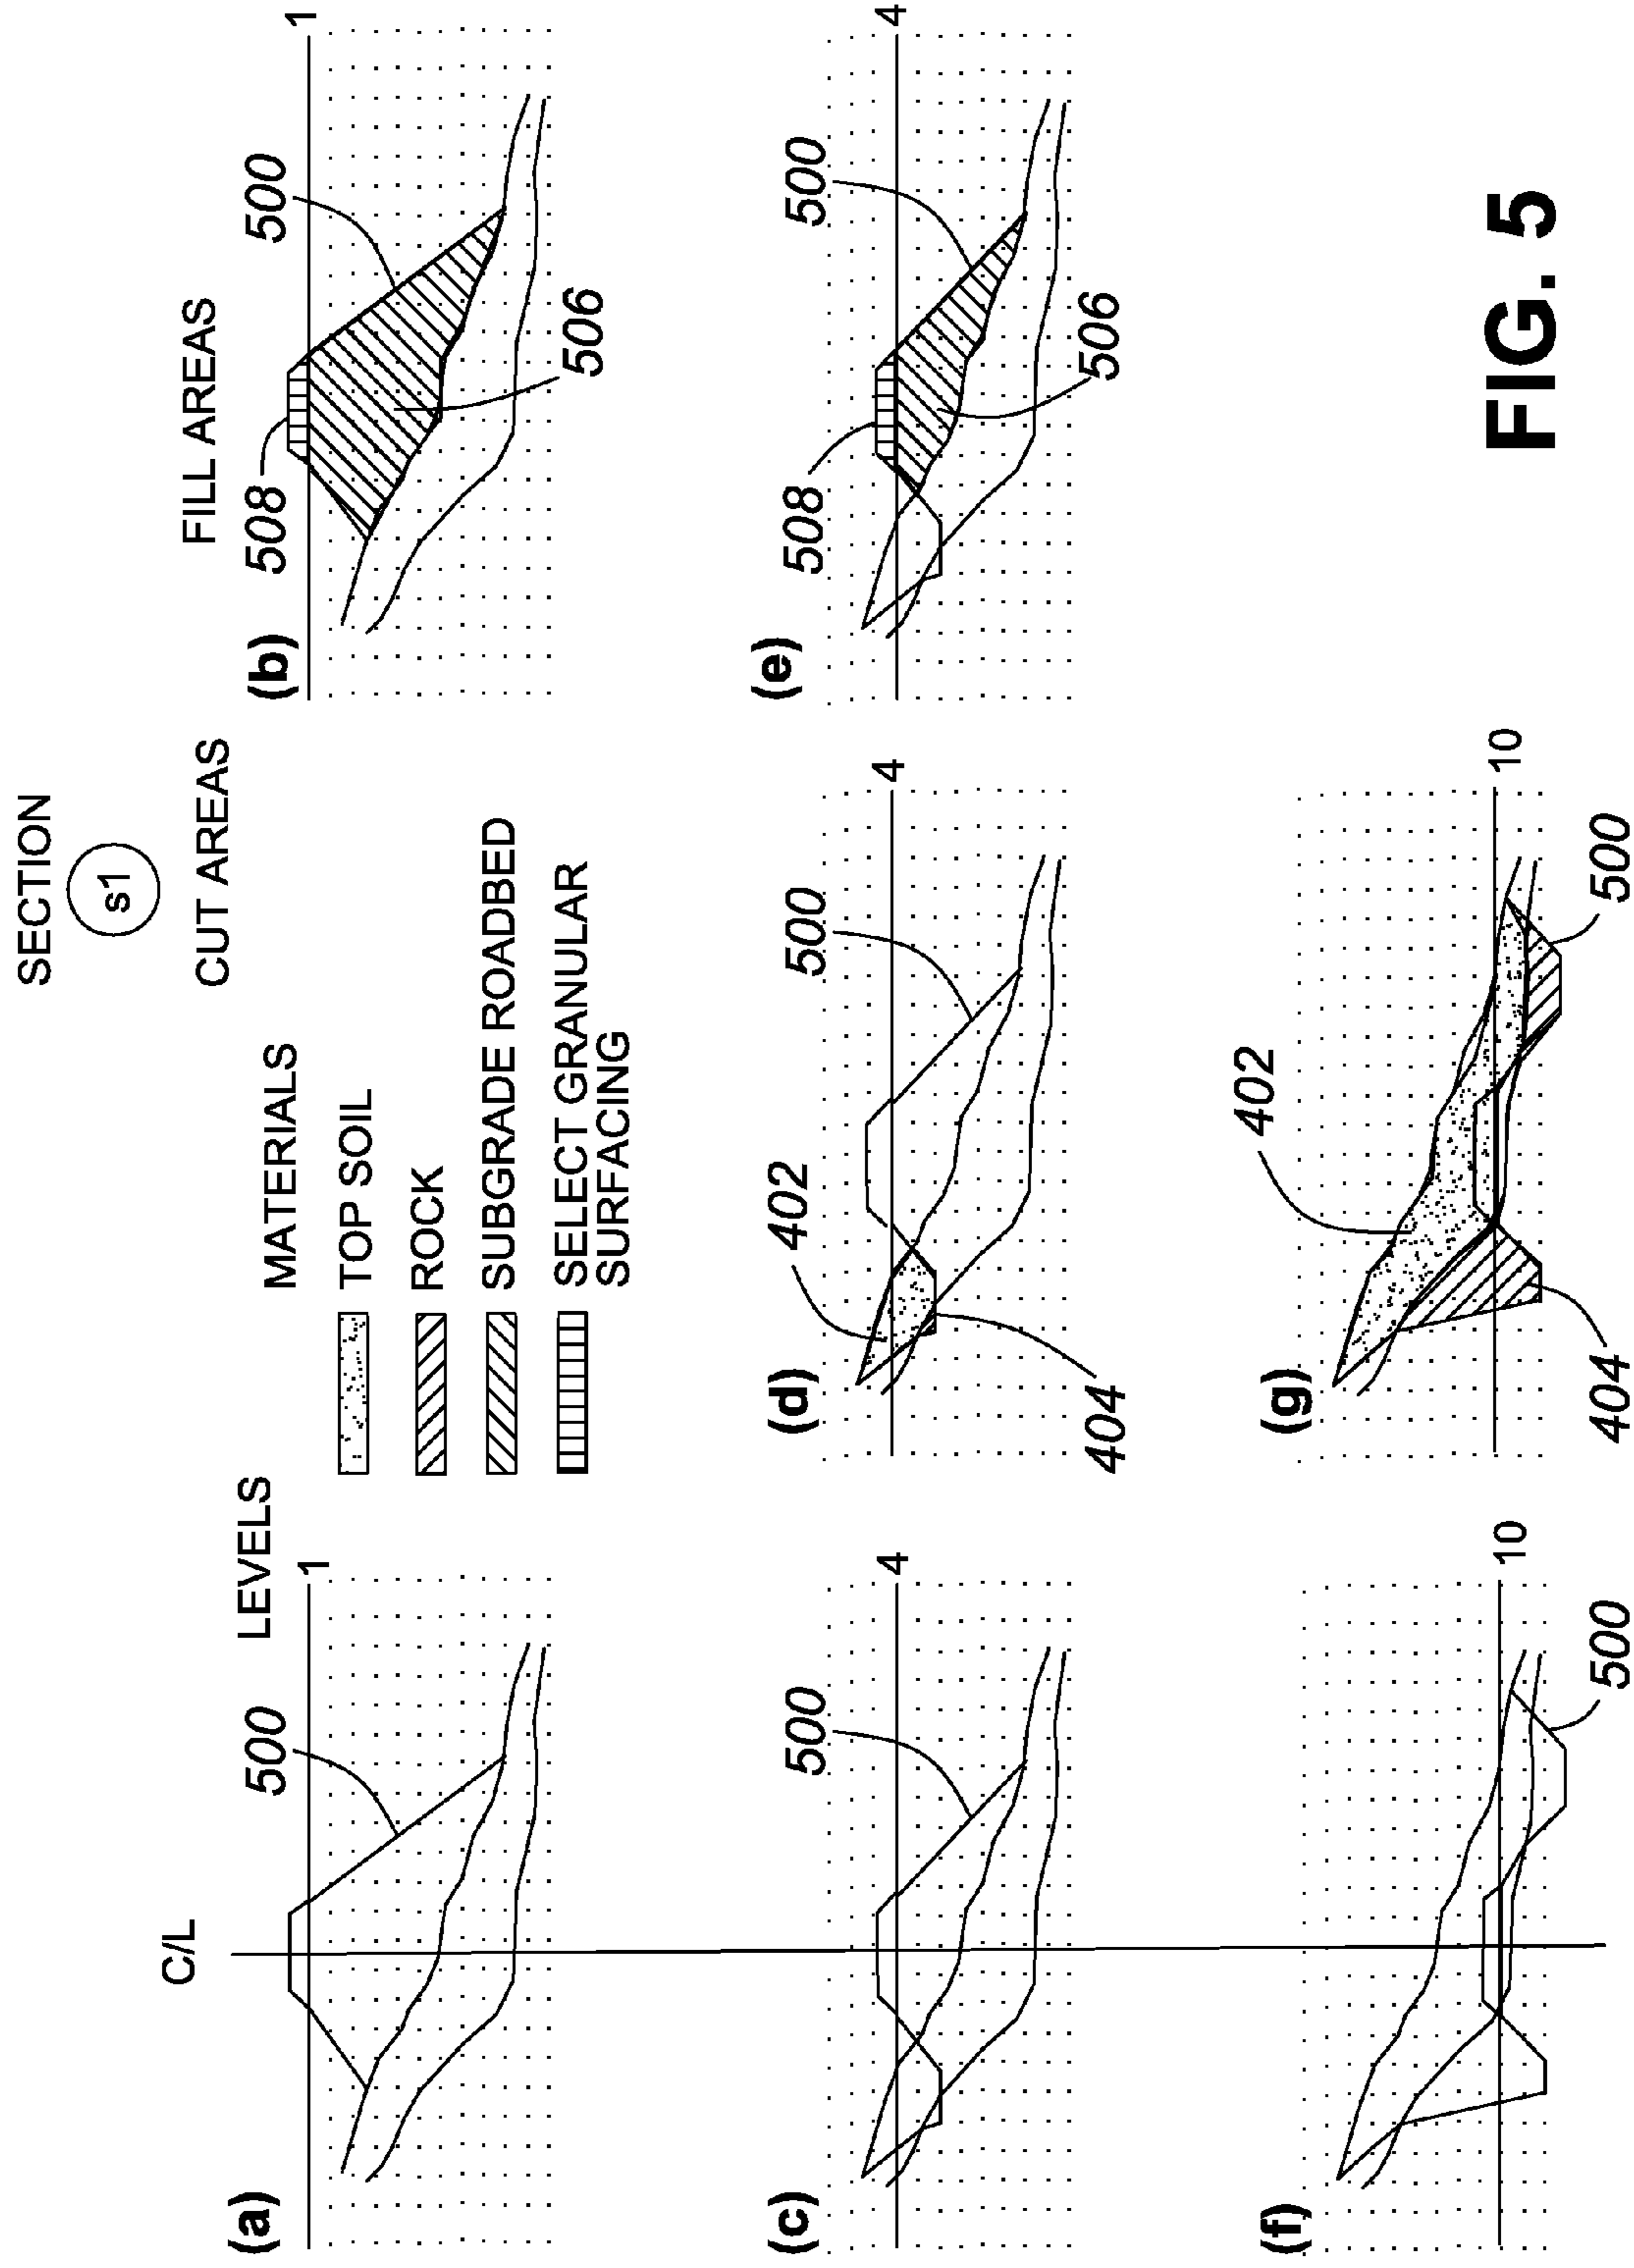 SECTION
s1
C/L
LEVELS
CUT AREAS
FILL AREAS
MATERIALS
TOP SOIL
ROCK
SUBGRADE ROADBED
SELECT GRANULAR
SURFACING
(a)
500
1
(b)
508
500
1
506
(c)
500
4
(d)
402
500
4
404
(e)
508
500
4
506
(f)
10
500
(g)
402
10
404
500
FIG. 5